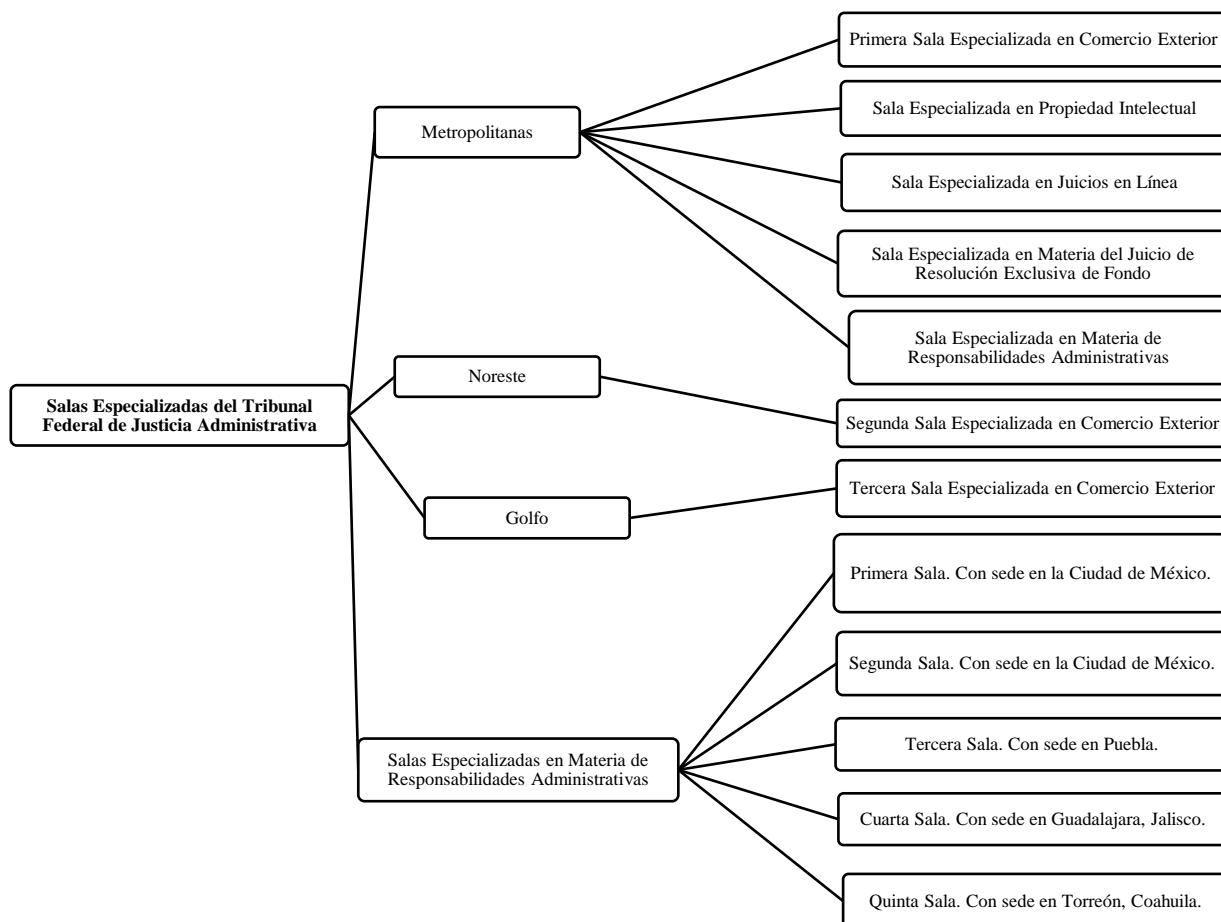 Salas Especializadas del Tribunal
Federal de Justicia Administrativa
Metropolitanas
Primera Sala Especializada en Comercio Exterior
Sala Especializada en Propiedad Intelectual
Sala Especializada en Juicios en Línea
Sala Especializada en Materia del Juicio de
Resolución Exclusiva de Fondo
Sala Especializada en Materia de
Responsabilidades Administrativas
Noreste
Segunda Sala Especializada en Comercio Exterior
Golfo
Tercera Sala Especializada en Comercio Exterior
Salas Especializadas en Materia de
Responsabilidades Administrativas
Primera Sala. Con sede en la Ciudad de México.
Segunda Sala. Con sede en la Ciudad de México.
Tercera Sala. Con sede en Puebla.
Cuarta Sala. Con sede en Guadalajara, Jalisco.
Quinta Sala. Con sede en Torreón, Coahuila.